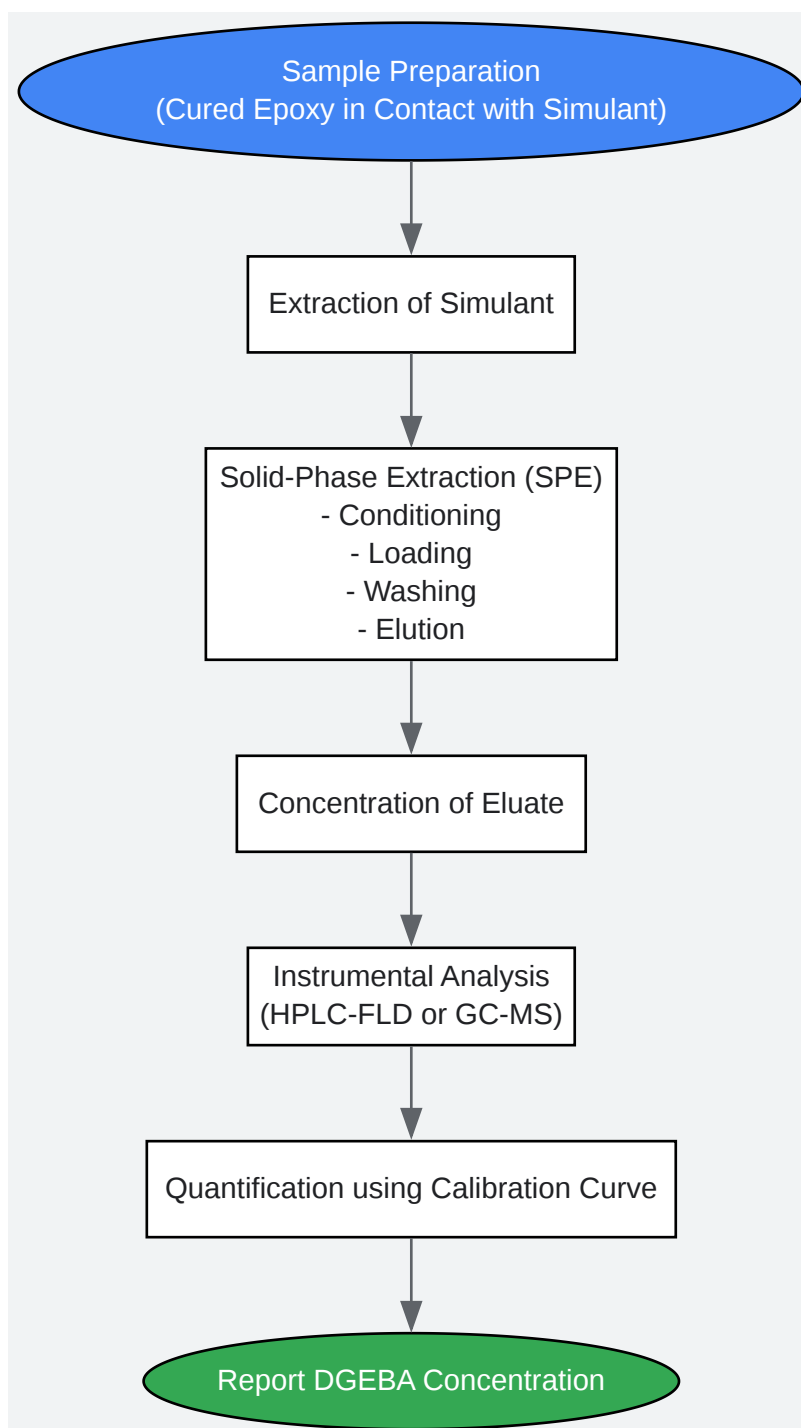 Sample Preparation
(Cured Epoxy in Contact with Simulant)
Extraction of Simulant
Solid-Phase Extraction (SPE)
- Conditioning
- Loading
- Washing
- Elution
Concentration of Eluate
Instrumental Analysis
(HPLC-FLD or GC-MS)
Quantification using Calibration Curve
Report DGEBA Concentration